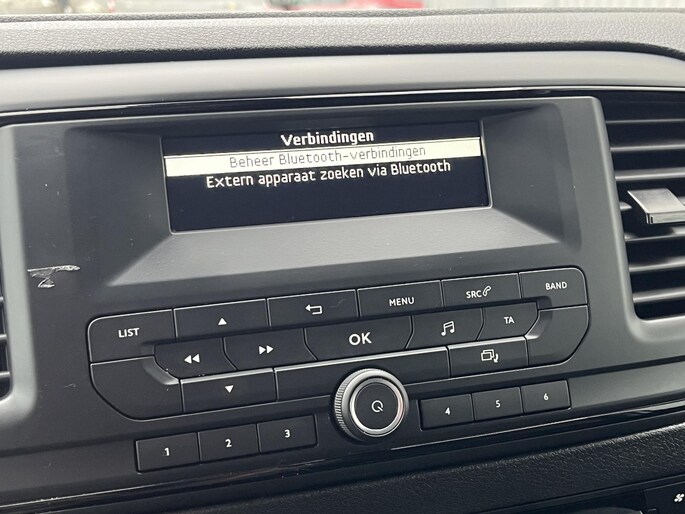 Verbindingen
Beheer Bluetooth-verbindingen
Extern apparaat zoeken via Bluetooth
LIST
MENU
SRC
BAND
OK
TA
1
2
3
4
5
6